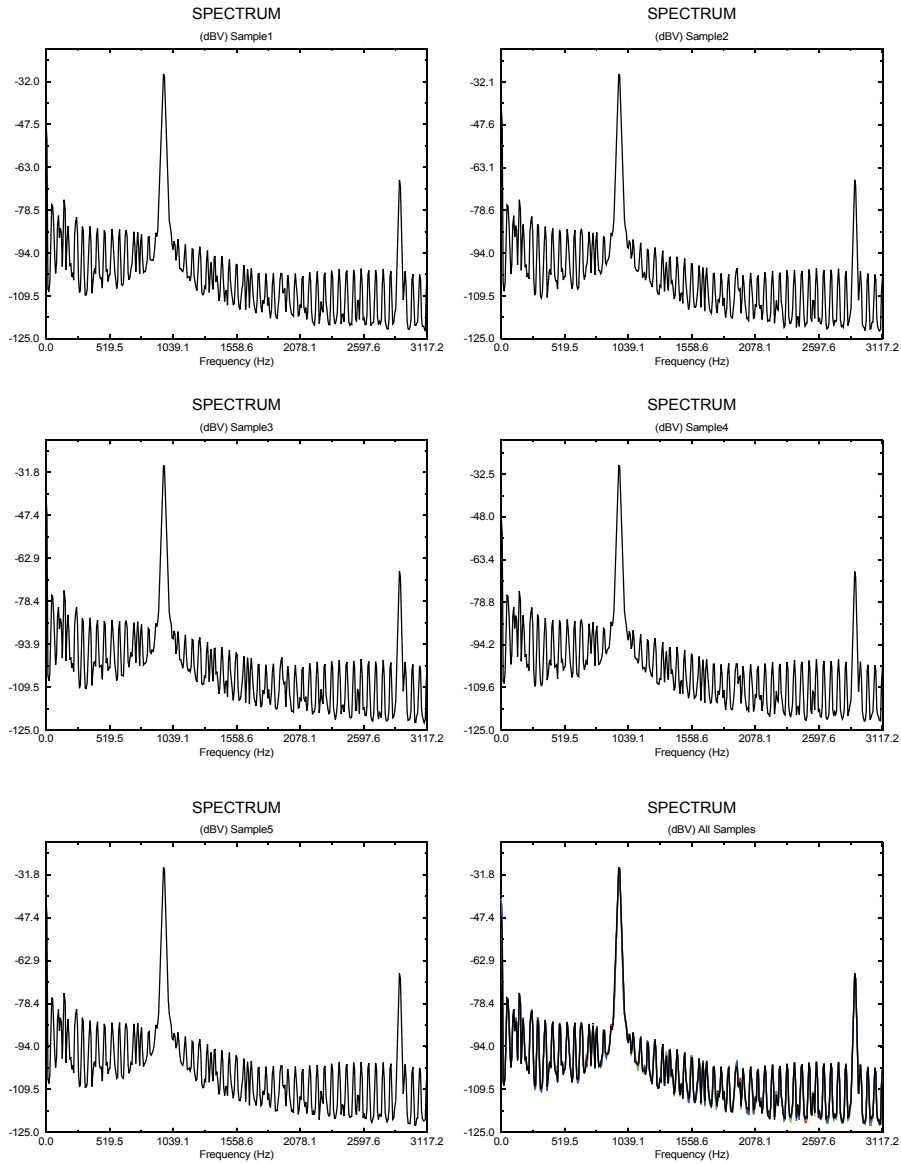 SPECTRUM
(dBV) Sample1
-32.0
-47.5
-63.0
-78.5
-94.0
-109.5
-125.0
0.0 519.5 1039.1 1558.6 2078.1 2597.6 3117.2
Frequency (Hz)
SPECTRUM
(dBV) Sample2
-32.1
-47.6
-63.1
-78.6
-94.0
-109.5
-125.0
0.0 519.5 1039.1 1558.6 2078.1 2597.6 3117.2
Frequency (Hz)
SPECTRUM
(dBV) Sample3
-31.8
-47.4
-62.9
-78.4
-93.9
-109.5
-125.0
0.0 519.5 1039.1 1558.6 2078.1 2597.6 3117.2
Frequency (Hz)
SPECTRUM
(dBV) Sample4
-32.5
-48.0
-63.4
-78.8
-94.2
-109.6
-125.0
0.0 519.5 1039.1 1558.6 2078.1 2597.6 3117.2
Frequency (Hz)
SPECTRUM
(dBV) Sample5
-31.8
-47.4
-62.9
-78.4
-94.0
-109.5
-125.0
0.0 519.5 1039.1 1558.6 2078.1 2597.6 3117.2
Frequency (Hz)
SPECTRUM
(dBV) All Samples
-31.8
-47.4
-62.9
-78.4
-94.0
-109.5
-125.0
0.0 519.5 1039.1 1558.6 2078.1 2597.6 3117.2
Frequency (Hz)